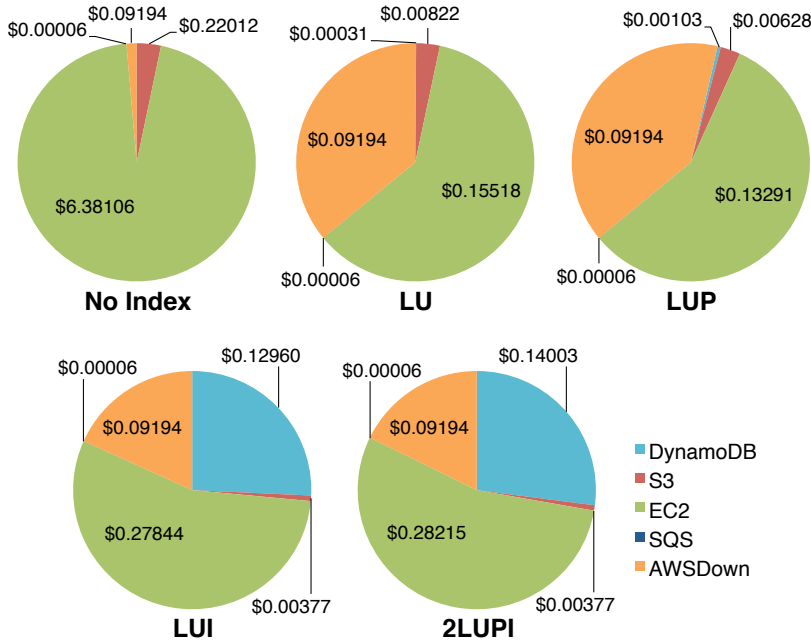 $0.09194
$0.00006
$0.22012
$6.38106
No Index
$0.00822
$0.00031
$0.09194
$0.15518
$0.00006
LU
$0.00103
$0.00628
$0.09194
$0.13291
$0.00006
LUP
$0.00006
$0.12960
$0.09194
$0.27844
$0.00377
LUI
$0.00006
$0.14003
$0.09194
$0.28215
$0.00377
2LUPI
DynamoDB
S3
EC2
SQS
AWSDown